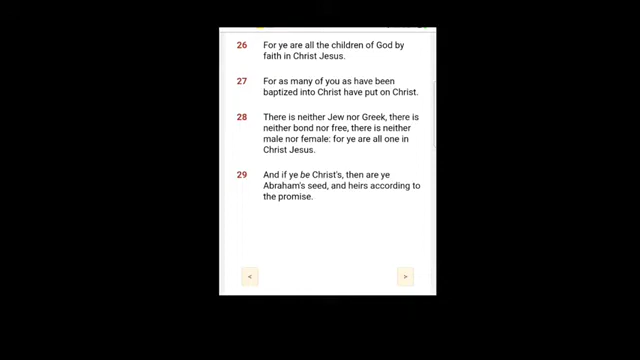 26 For ye are all the children of God by
faith in Christ Jesus.
27 For as many of you as have been
baptized into Christ have put on Christ.
28 There is neither Jew nor Greek, there is
neither bond nor free, there is neither
male nor female: for ye are all one in
Christ Jesus.
29 And if ye be Christ's, then are ye
Abraham's seed, and heirs according to
the promise.
< >